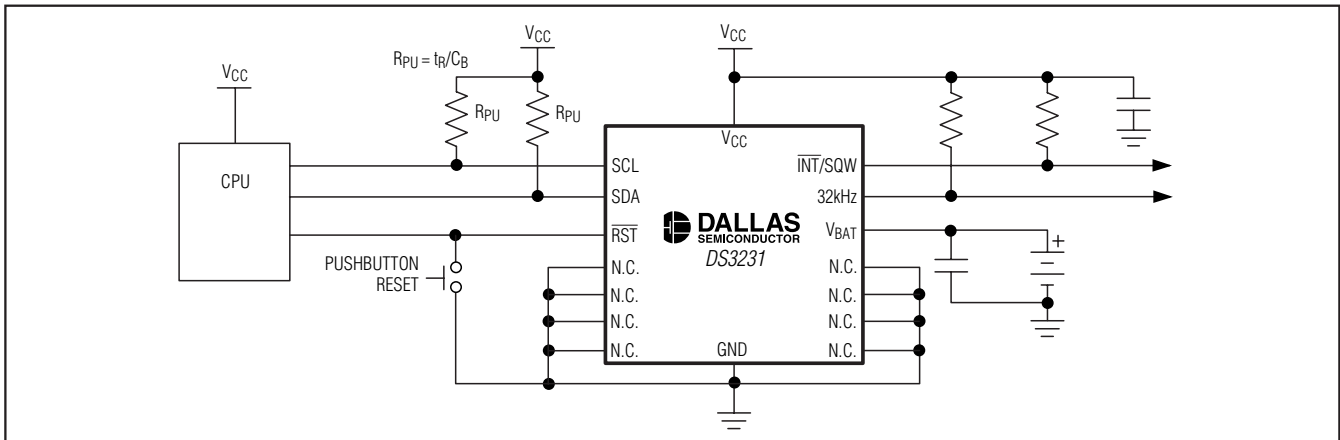 VCC
RPU = tR/CB
VCC
VCC
RPU
RPU
CPU
VCC
SCL
SDA
RST
INT/SQW
32kHz
VBAT
DALLAS
SEMICONDUCTOR
DS3231
PUSHBUTTON
RESET
N.C.
N.C.
N.C.
N.C.
N.C.
N.C.
N.C.
N.C.
GND
+